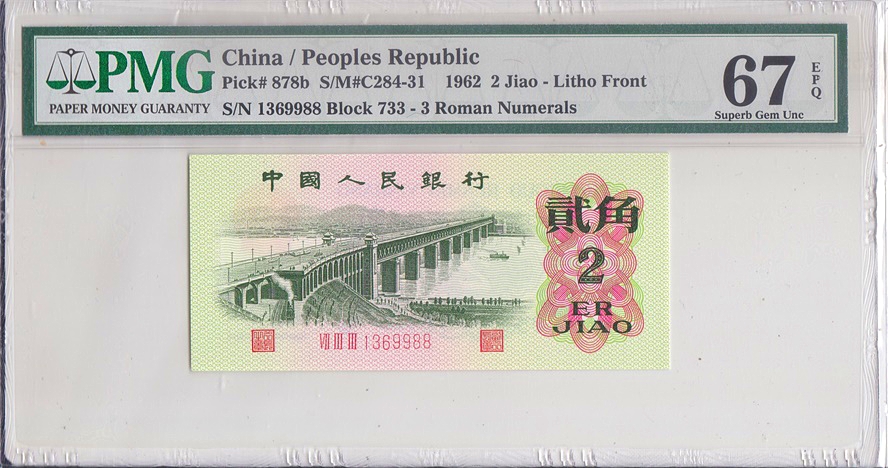 PMG
PAPER MONEY GUARANTY
China / Peoples Republic
Pick# 878b S/M#C284-31 1962 2 Jiao - Litho Front
S/N 1369988 Block 733 - 3 Roman Numerals
67
EPQ
Superb Gem Unc
中國人民銀行
貳角
2
ER
JIAO
VII III III 1369988